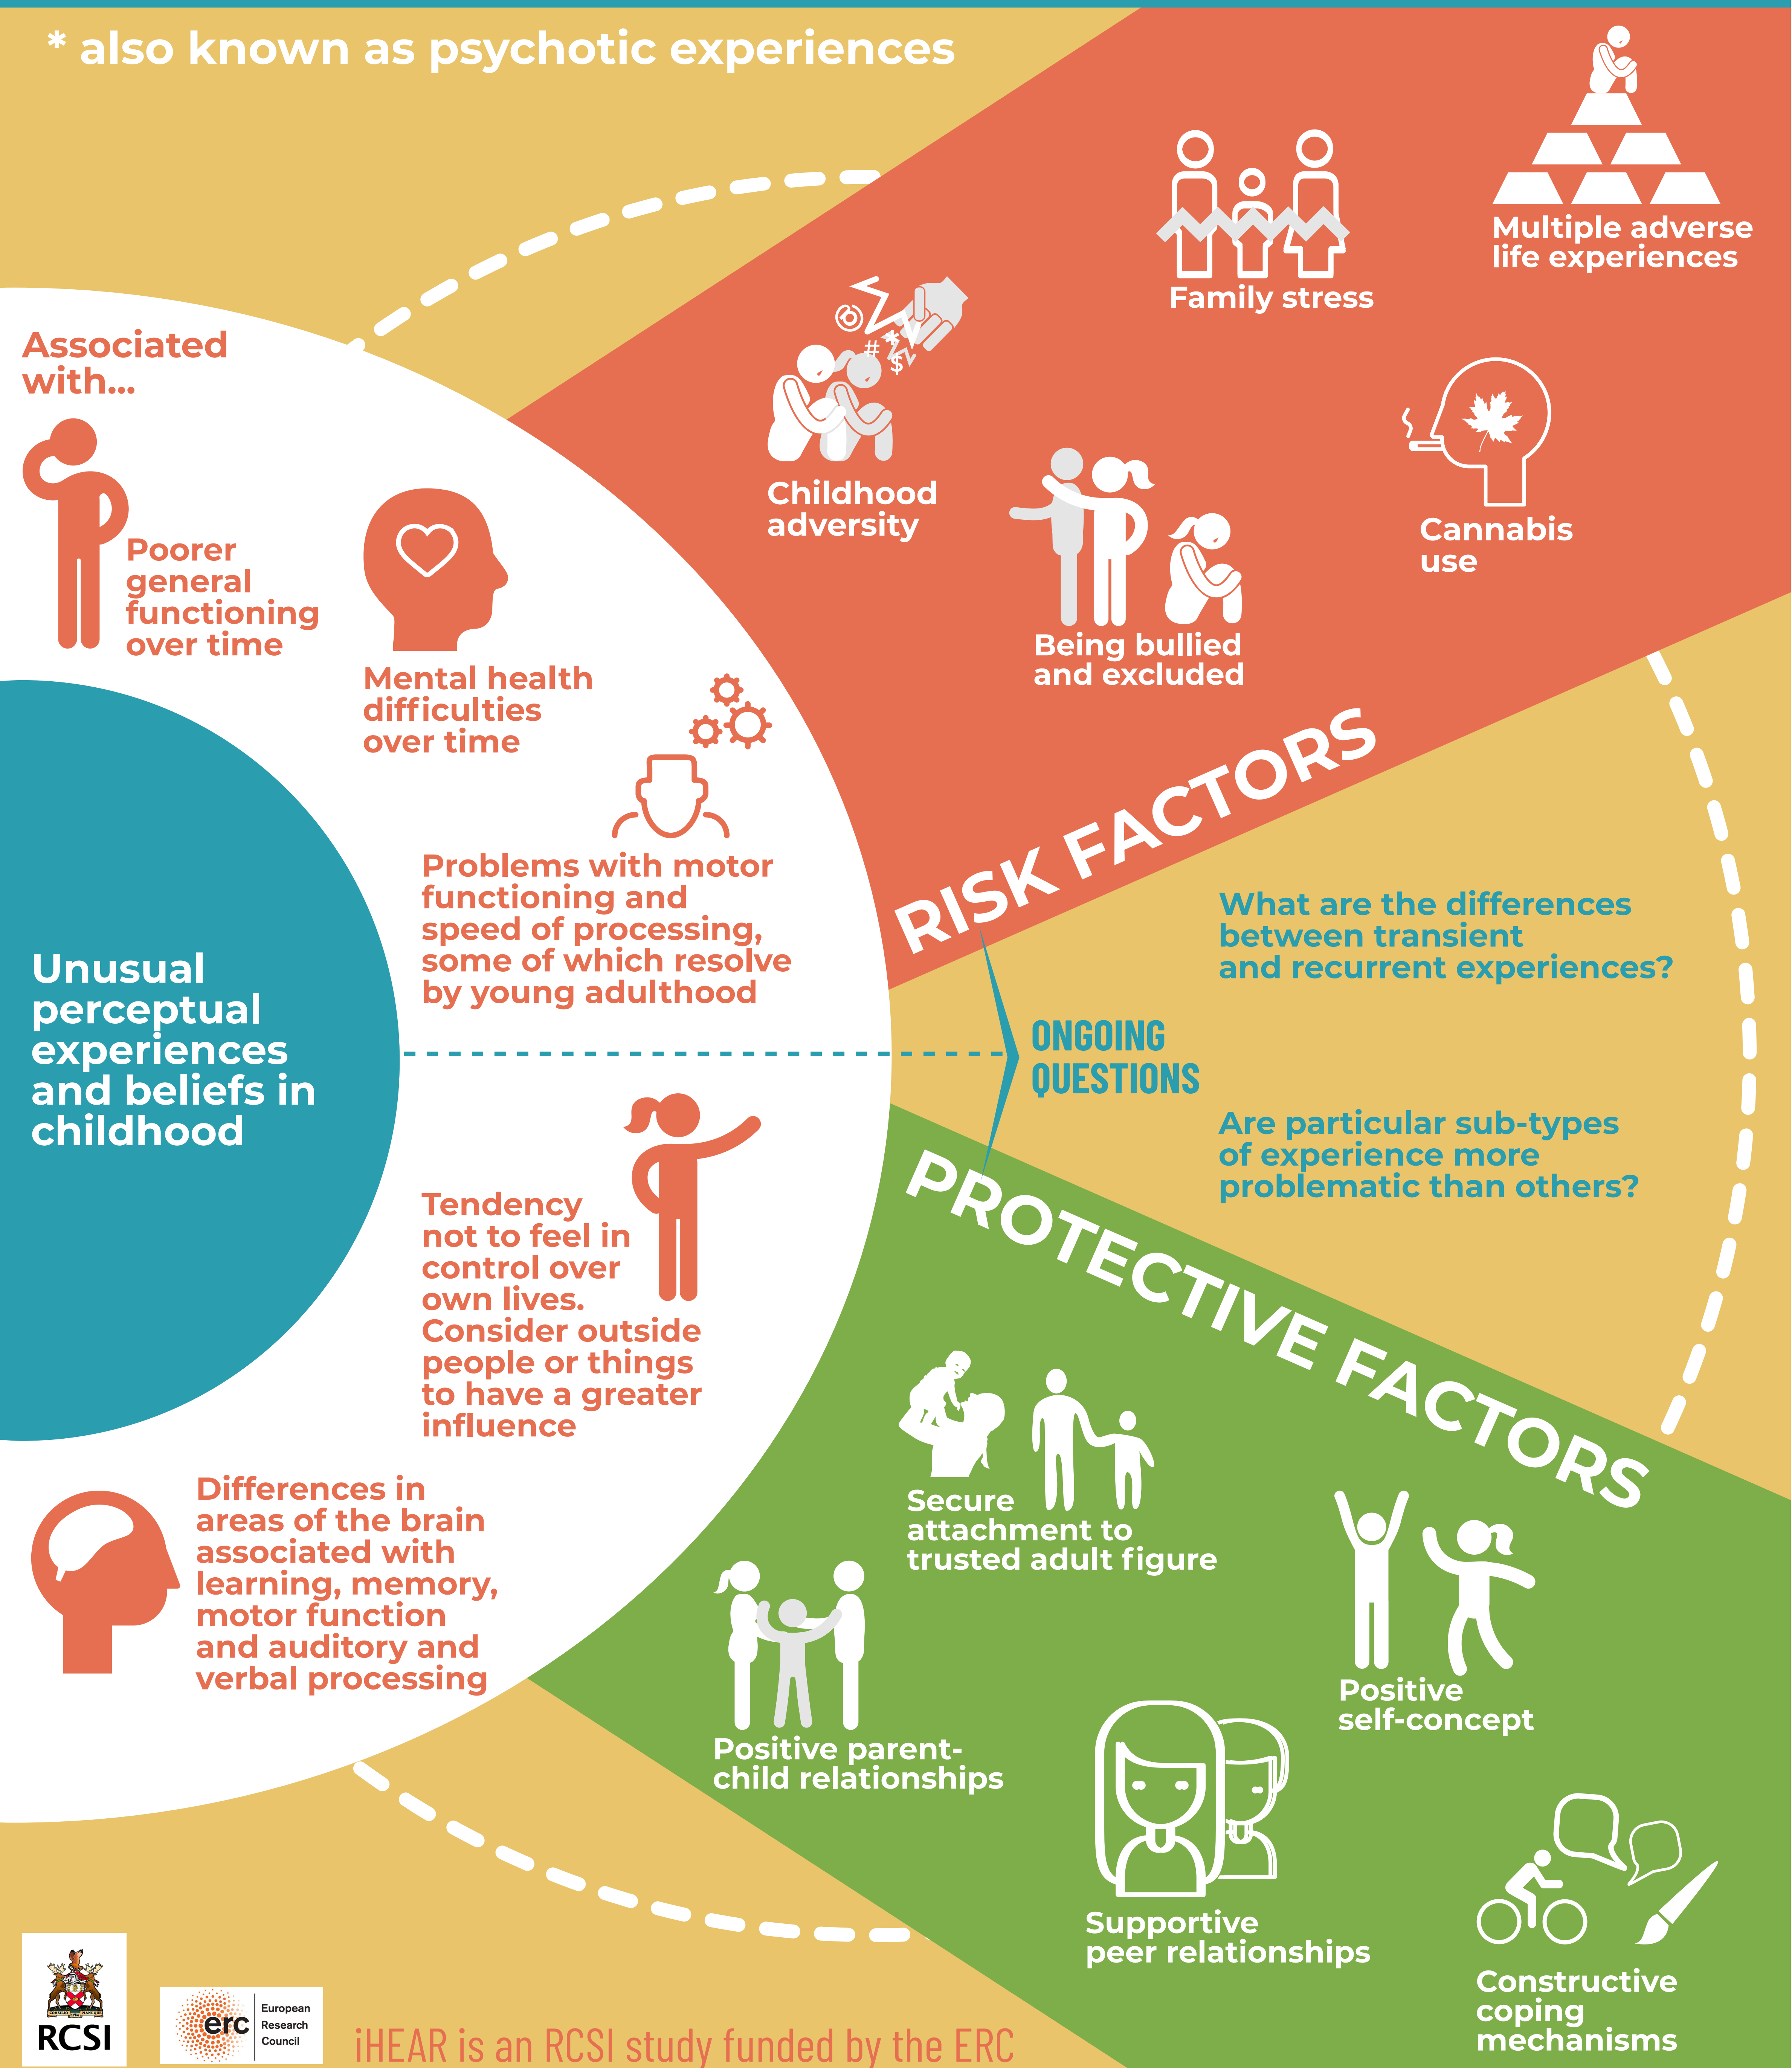 * also known as psychotic experiences
Multiple adverse
life experiences
Family stress
Childhood
adversity
Cannabis
use
Being bullied
and excluded
RISK FACTORS
Associated
with...
Poorer
general
functioning
over time
Mental health
difficulties
over time
Problems with motor
functioning and
speed of processing,
some of which resolve
by young adulthood
Unusual
perceptual
experiences
and beliefs in
childhood
Tendency
not to feel in
control over
own lives.
Consider outside
people or things
to have a greater
influence
Differences in
areas of the brain
associated with
learning, memory,
motor function
and auditory and
verbal processing
ONGOING
QUESTIONS
What are the differences
between transient
and recurrent experiences?
Are particular sub-types
of experience more
problematic than others?
PROTECTIVE FACTORS
Secure
attachment to
trusted adult figure
Positive parent-
child relationships
Positive
self-concept
Supportive
peer relationships
Constructive
coping
mechanisms
RCSI
erc
European
Research
Council
iHEAR is an RCSI study funded by the ERC